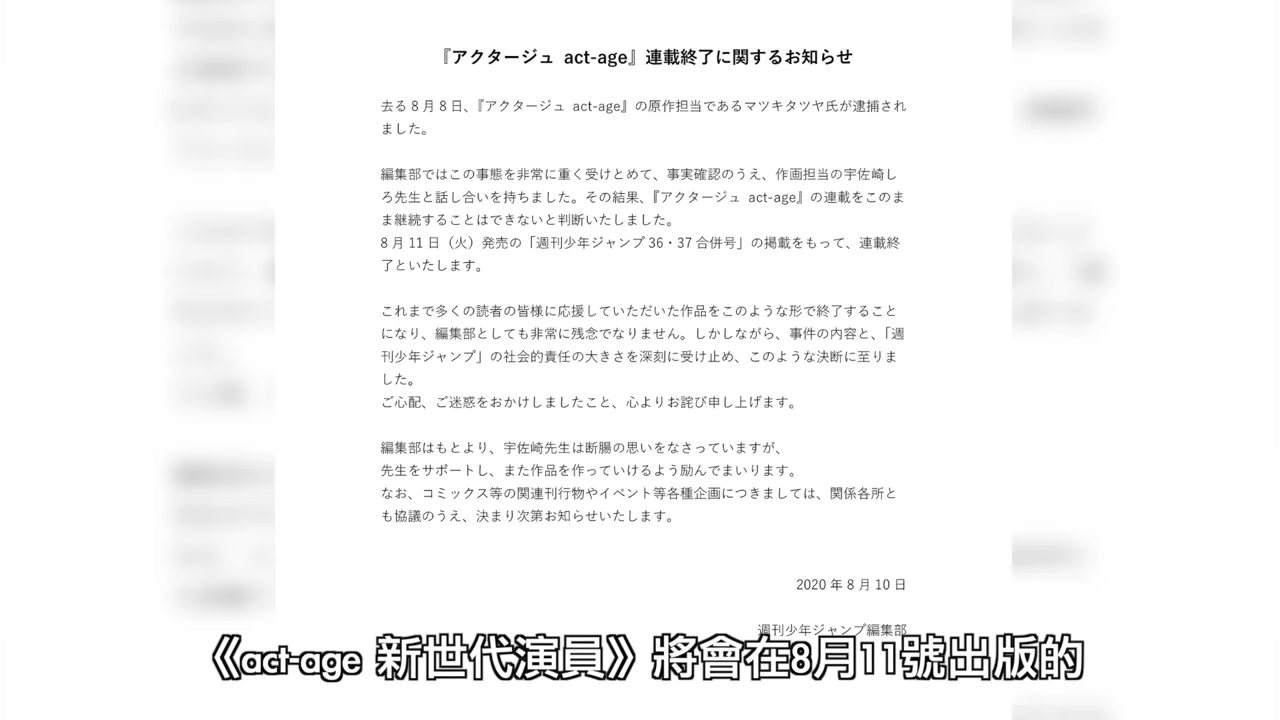 『アクタージュ act-age』連載終了に関するお知らせ
去る8月8日、『アクタージュ act-age』の原作担当であるマツキタツヤ氏が逮捕され
ました。
編集部ではこの事態を非常に重く受けとめて、事実確認のうえ、作画担当の宇佐崎し
ろ先生と話し合いを持ちました。その結果、『アクタージュ act-age』の連載をこのま
ま継続することはできないと判断いたしました。
8月11日（火）発売の「週刊少年ジャンプ36・37合併号」の掲載をもって、連載終
了といたします。
これまで多くの読者の皆様に応援していただいた作品をこのような形で終了すること
になり、編集部としても非常に残念でなりません。しかしながら、事件の内容と、「週
刊少年ジャンプ」の社会的責任の大きさを深刻に受け止め、このような決断に至りま
した。
ご心配、ご迷惑をおかけしましたこと、心よりお詫び申し上げます。
編集部はもとより、宇佐崎先生は断腸の思いをなさっていますが、
先生をサポートし、また作品を作っていけるよう励んでまいります。
なお、コミックス等の関連刊行物やイベント等各種企画につきましては、関係各所と
も協議のうえ、決まり次第お知らせいたします。
2020年8月10日
週刊少年ジャンプ編集部
《act-age 新世代演員》將會在8月11號出版的